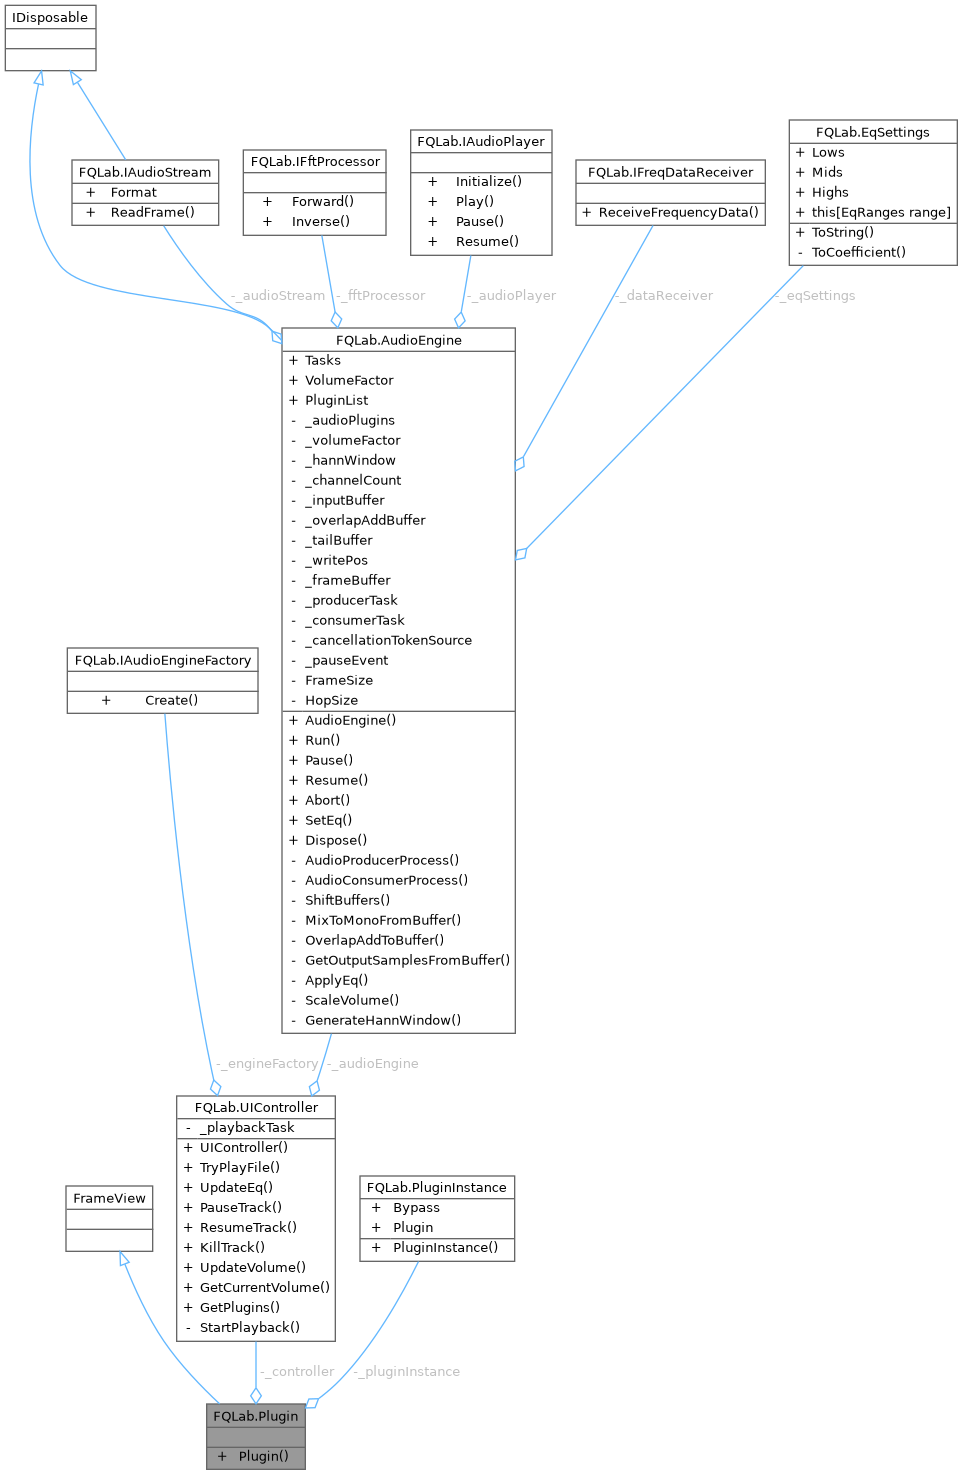 IDisposable
FQLab.IAudioStream
+ Format
+ ReadFrame()
FQLab.IFftProcessor
+ Forward()
+ Inverse()
FQLab.IAudioPlayer
+ Initialize()
+ Play()
+ Pause()
+ Resume()
FQLab.IFreqDataReceiver
+ ReceiveFrequencyData()
FQLab.EqSettings
+ Lows
+ Mids
+ Highs
+ this[EqRanges range]
+ ToString()
- ToCoefficient()
-_audioStream
-_fftProcessor
-_audioPlayer
-_dataReceiver
-_eqSettings
FQLab.AudioEngine
+ Tasks
+ VolumeFactor
+ PluginList
- _audioPlugins
- _volumeFactor
- _hannWindow
- _channelCount
- _inputBuffer
- _overlapAddBuffer
- _tailBuffer
- _writePos
- _frameBuffer
- _producerTask
- _consumerTask
- _cancellationTokenSource
- _pauseEvent
- FrameSize
- HopSize
+ AudioEngine()
+ Run()
+ Pause()
+ Resume()
+ Abort()
+ SetEq()
+ Dispose()
- AudioProducerProcess()
- AudioConsumerProcess()
- ShiftBuffers()
- MixToMonoFromBuffer()
- OverlapAddToBuffer()
- GetOutputSamplesFromBuffer()
- ApplyEq()
- ScaleVolume()
- GenerateHannWindow()
FQLab.IAudioEngineFactory
+ Create()
-_engineFactory
-_audioEngine
FQLab.UIController
- _playbackTask
+ UIController()
+ TryPlayFile()
+ UpdateEq()
+ PauseTrack()
+ ResumeTrack()
+ KillTrack()
+ UpdateVolume()
+ GetCurrentVolume()
+ GetPlugins()
- StartPlayback()
FrameView
FQLab.PluginInstance
+ Bypass
+ Plugin
+ PluginInstance()
-_controller
-_pluginInstance
FQLab.Plugin
+ Plugin()